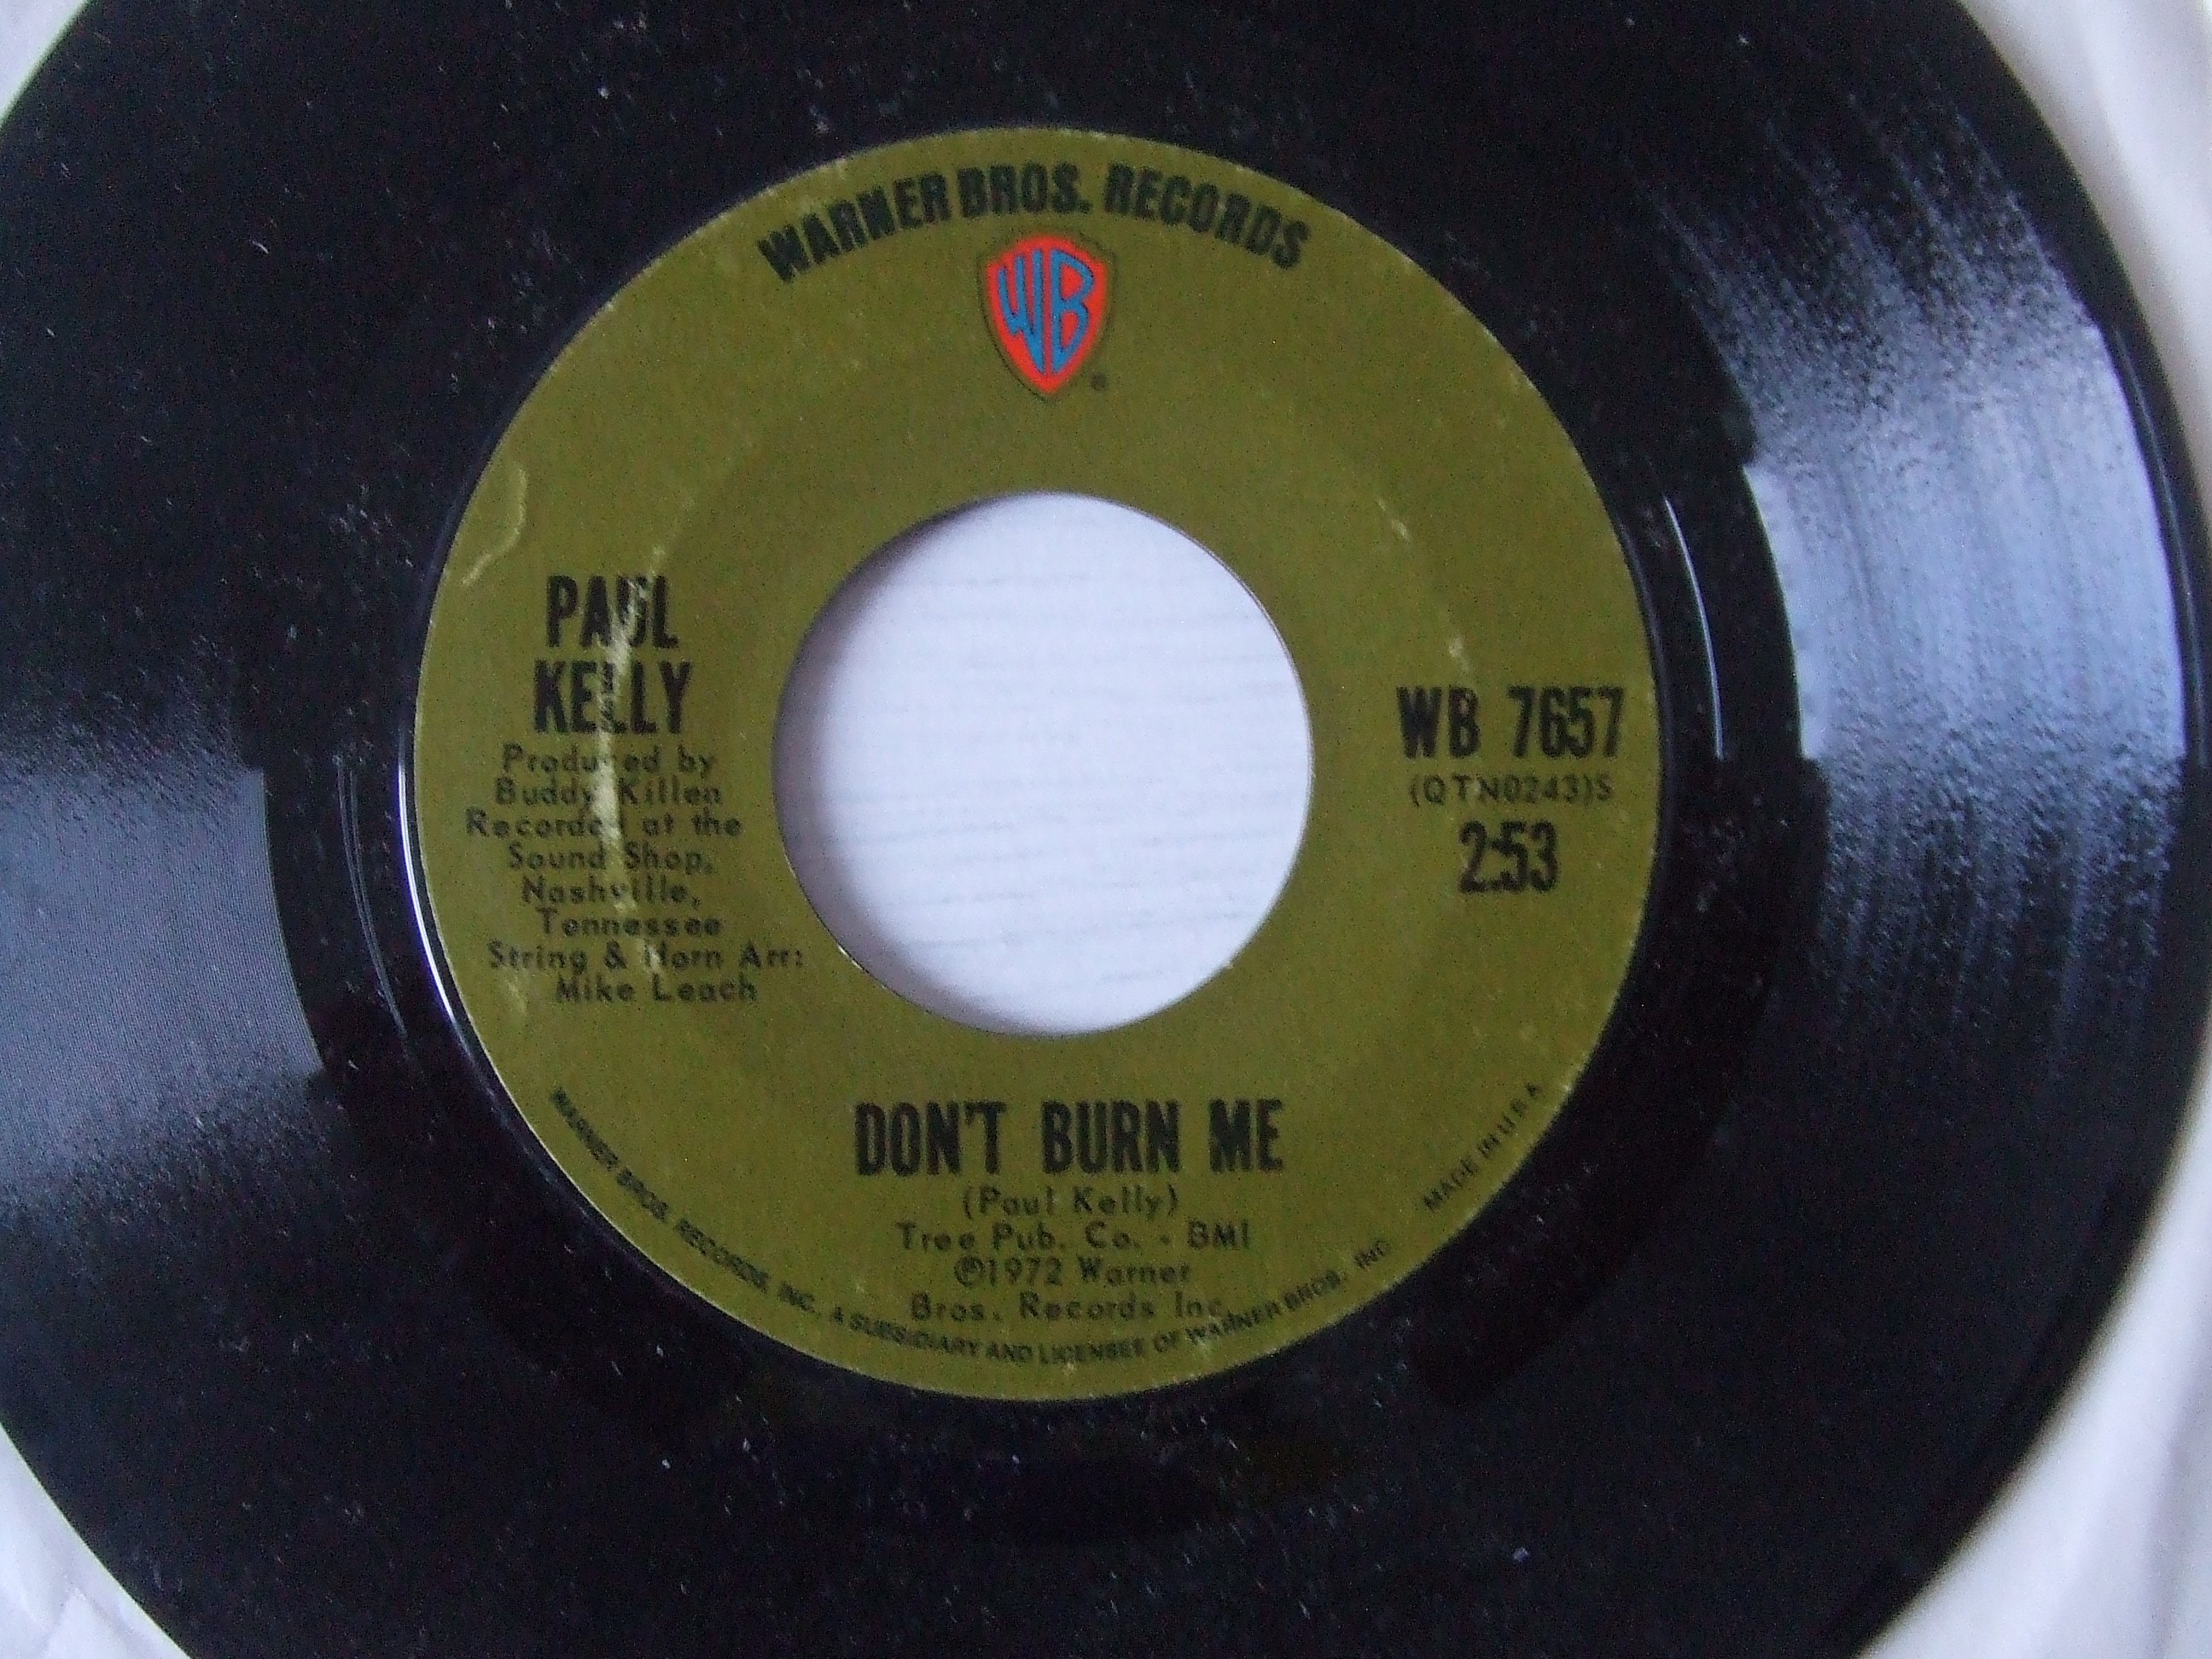 WARNER BROS. RECORDS
WB
®
PAUL
KELLY
Produced by
Buddy Killen
Recorded at the
Sound Shop,
Nashville,
Tennessee
String & Horn Arr:
Mike Leach
WB 7657
(QTN0243)S
2:53
DON'T BURN ME
(Paul Kelly)
Tree Pub. Co. - BMI
℗1972 Warner
Bros. Records Inc.
WARNER BROS. RECORDS, INC., A SUBSIDIARY AND LICENSEE OF WARNER BROS., INC.
MADE IN U.S.A.